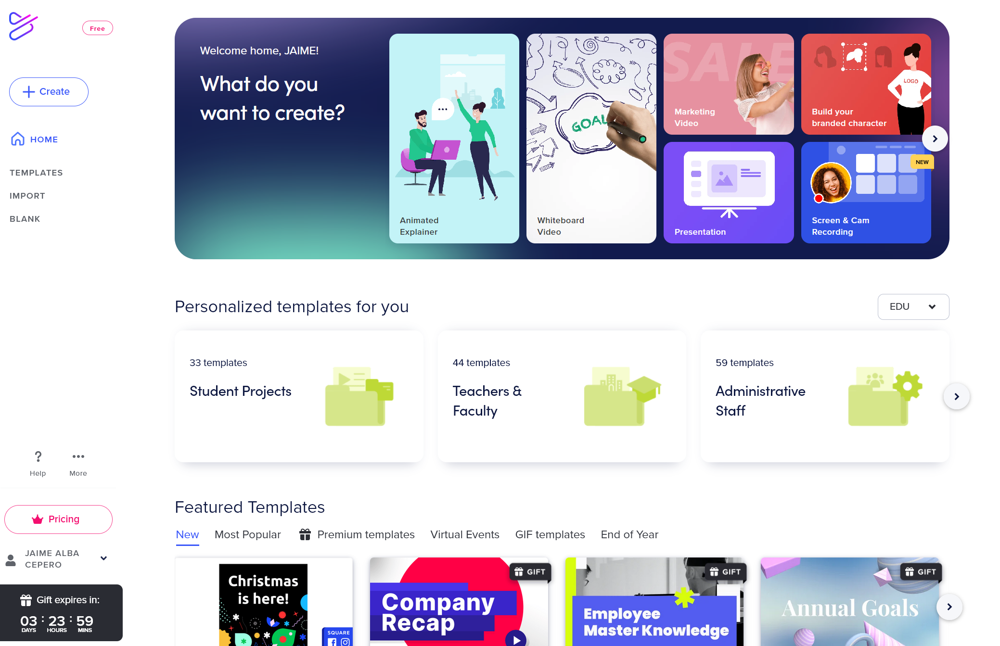 Free
Create
HOME
TEMPLATES
IMPORT
BLANK
Help
More
Pricing
JAIME ALBA
CEPERO
Gift expires in:
03 : 23 : 59
DAYS HOURS MINS
Welcome home, JAIME!
What do you
want to create?
Animated
Explainer
GOAL
Whiteboard
Video
SALE
Marketing
Video
LOGO
Build your
branded character
Presentation
NEW
Screen & Cam
Recording
Personalized templates for you
EDU
33 templates
Student Projects
44 templates
Teachers &
Faculty
59 templates
Administrative
Staff
Featured Templates
New
Most Popular
Premium templates
Virtual Events
GIF templates
End of Year
Christmas
is here!
SQUARE
GIFT
Company
Recap
GIFT
Employee
Master Knowledge
GIFT
Annual Goals